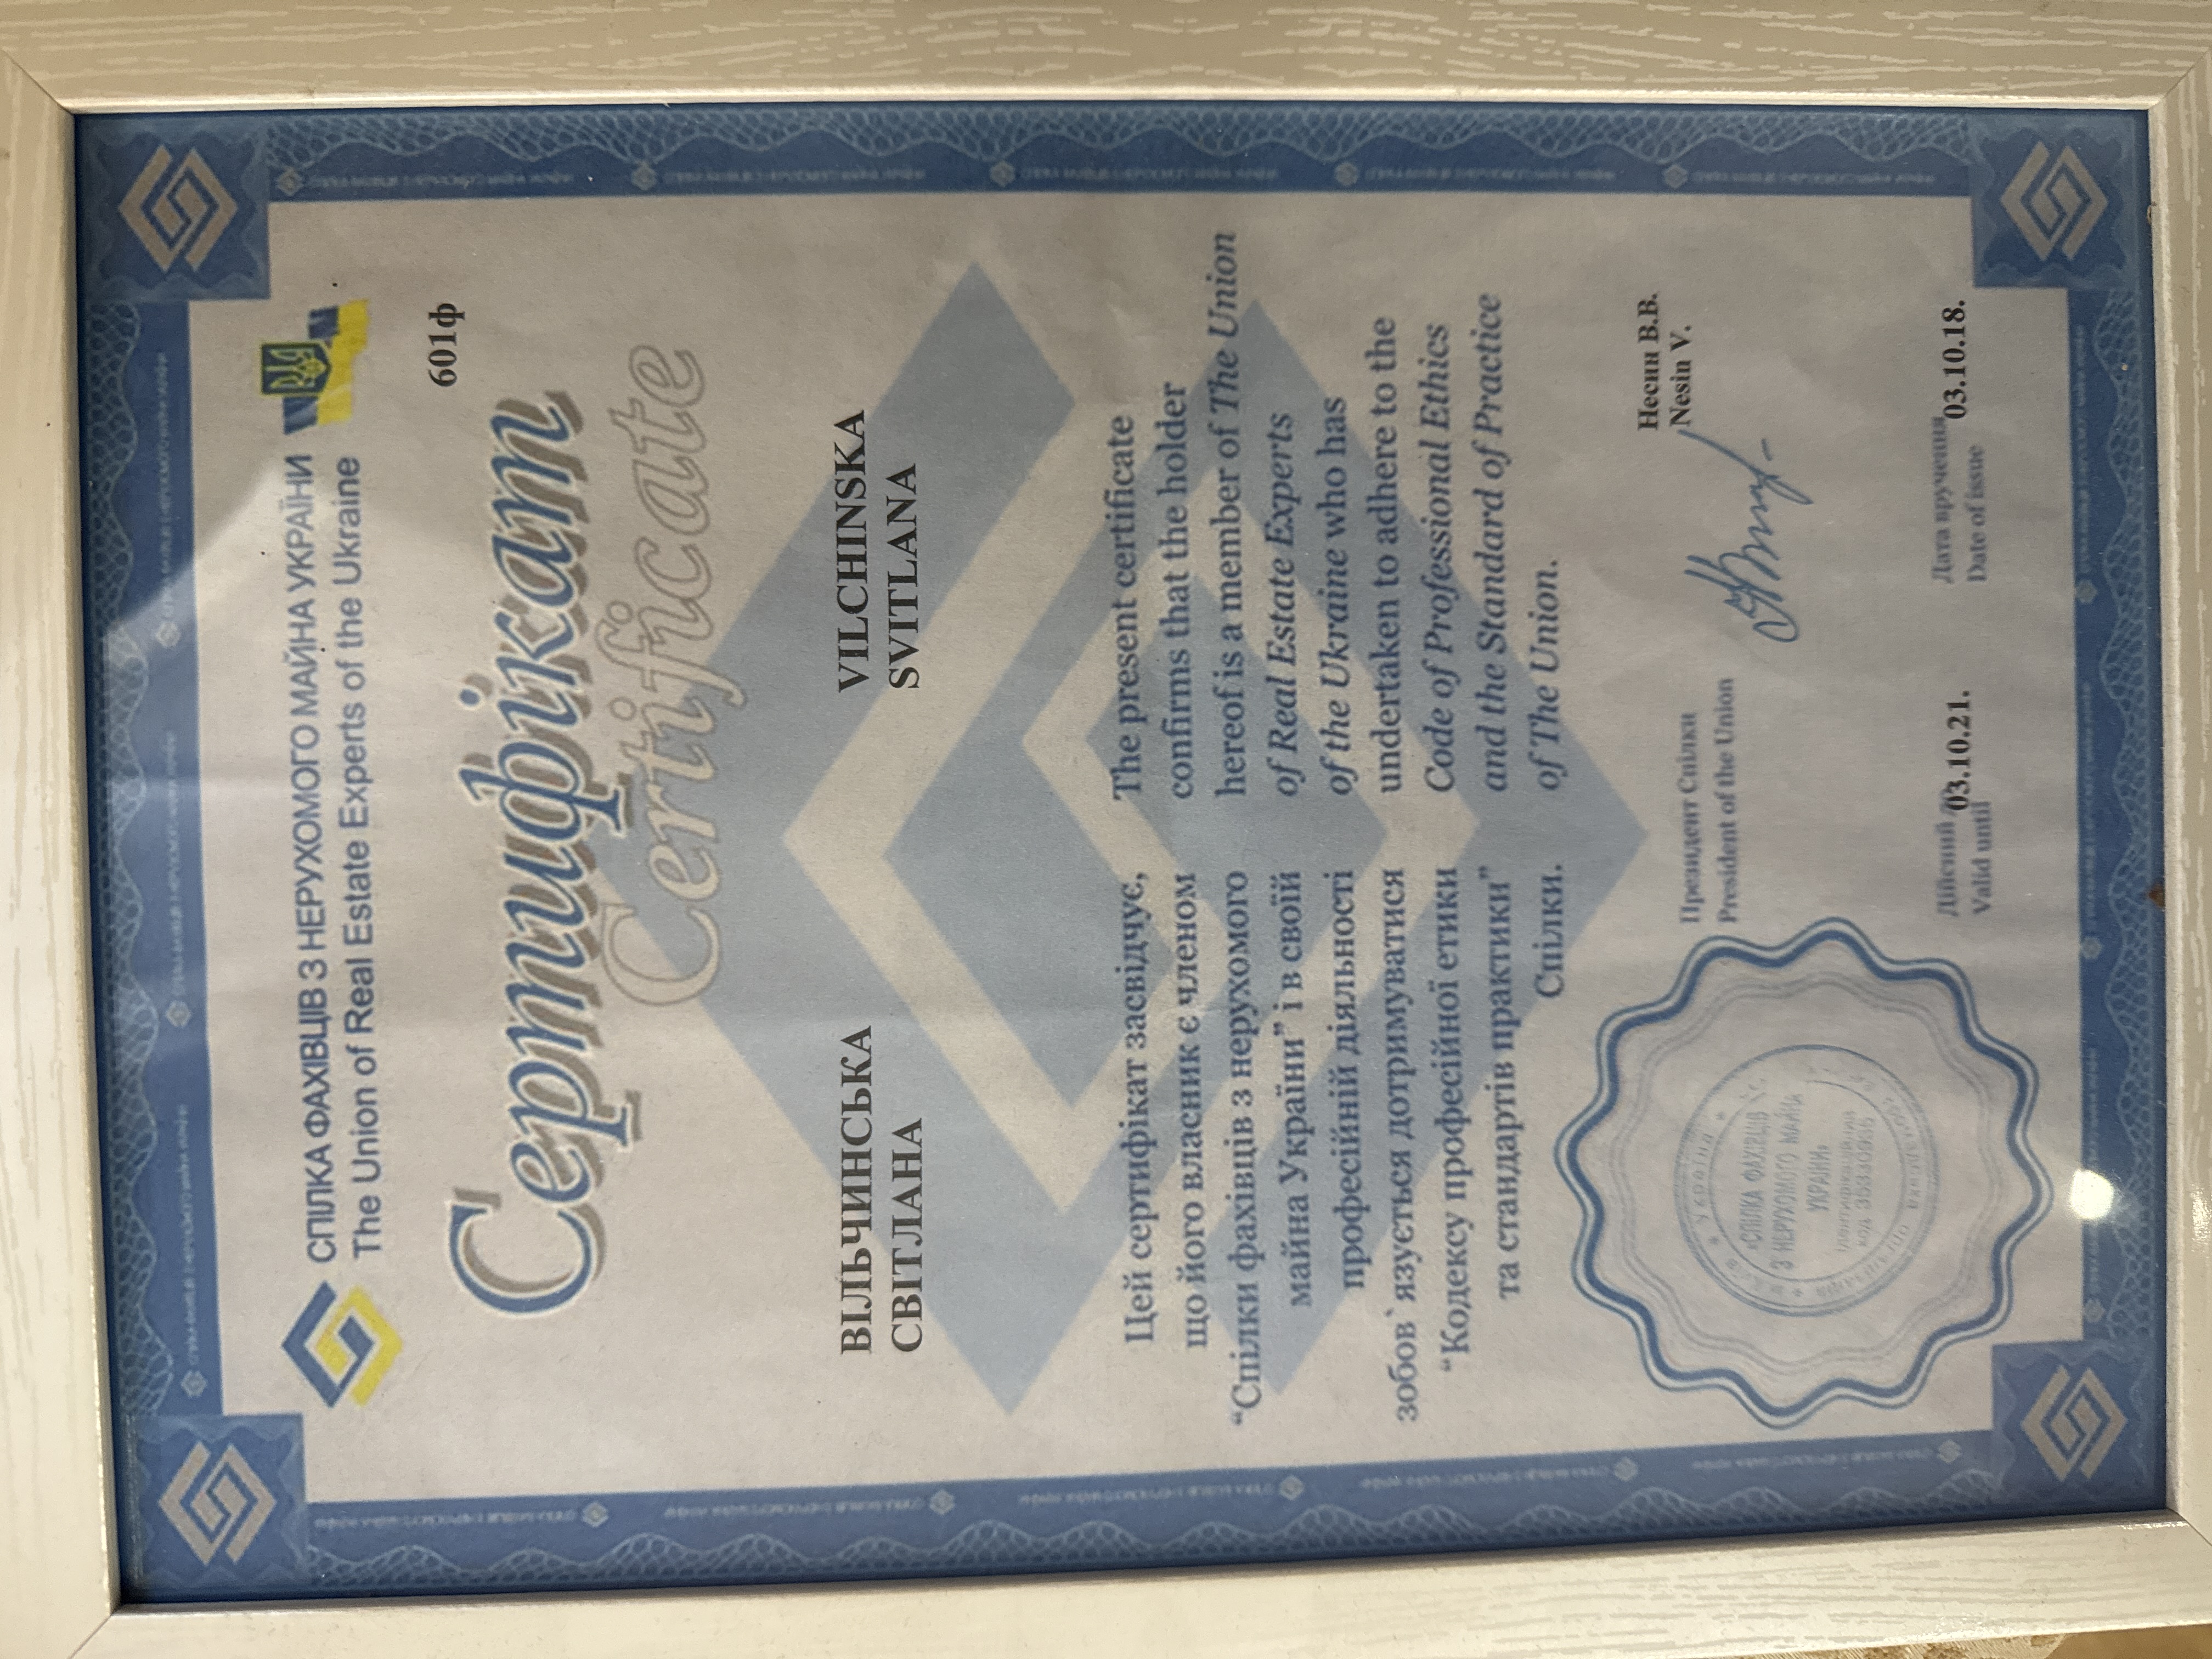 СПІЛКА ФАХІВЦІВ З НЕРУХОМОГО МАЙНА УКРАЇНИ
The Union of Real Estate Experts of the Ukraine
601ф
Сертифікат
Certificate
ВІЛЬЧИНСЬКА
СВІТЛАНА
VILCHINSKA
SVITLANA
Цей сертифікат засвідчує,
що його власник є членом
“Спілки фахівців з нерухомого
майна України” і в своїй
професійній діяльності
зобов`язується дотримуватися
“Кодексу професійної етики
та стандартів практики”
Спілки.
The present certificate
confirms that the holder
hereof is a member of The Union
of Real Estate Experts
of the Ukraine who has
undertaken to adhere to the
Code of Professional Ethics
and the Standard of Practice
of The Union.
Президент Спілки
President of the Union
Несин В.В.
Nesin V.
Дійсний до
03.10.21.
Valid until
Дата вручення
03.10.18.
Date of issue
«СПІЛКА ФАХІВЦІВ
З НЕРУХОМОГО МАЙНА
УКРАЇНИ»